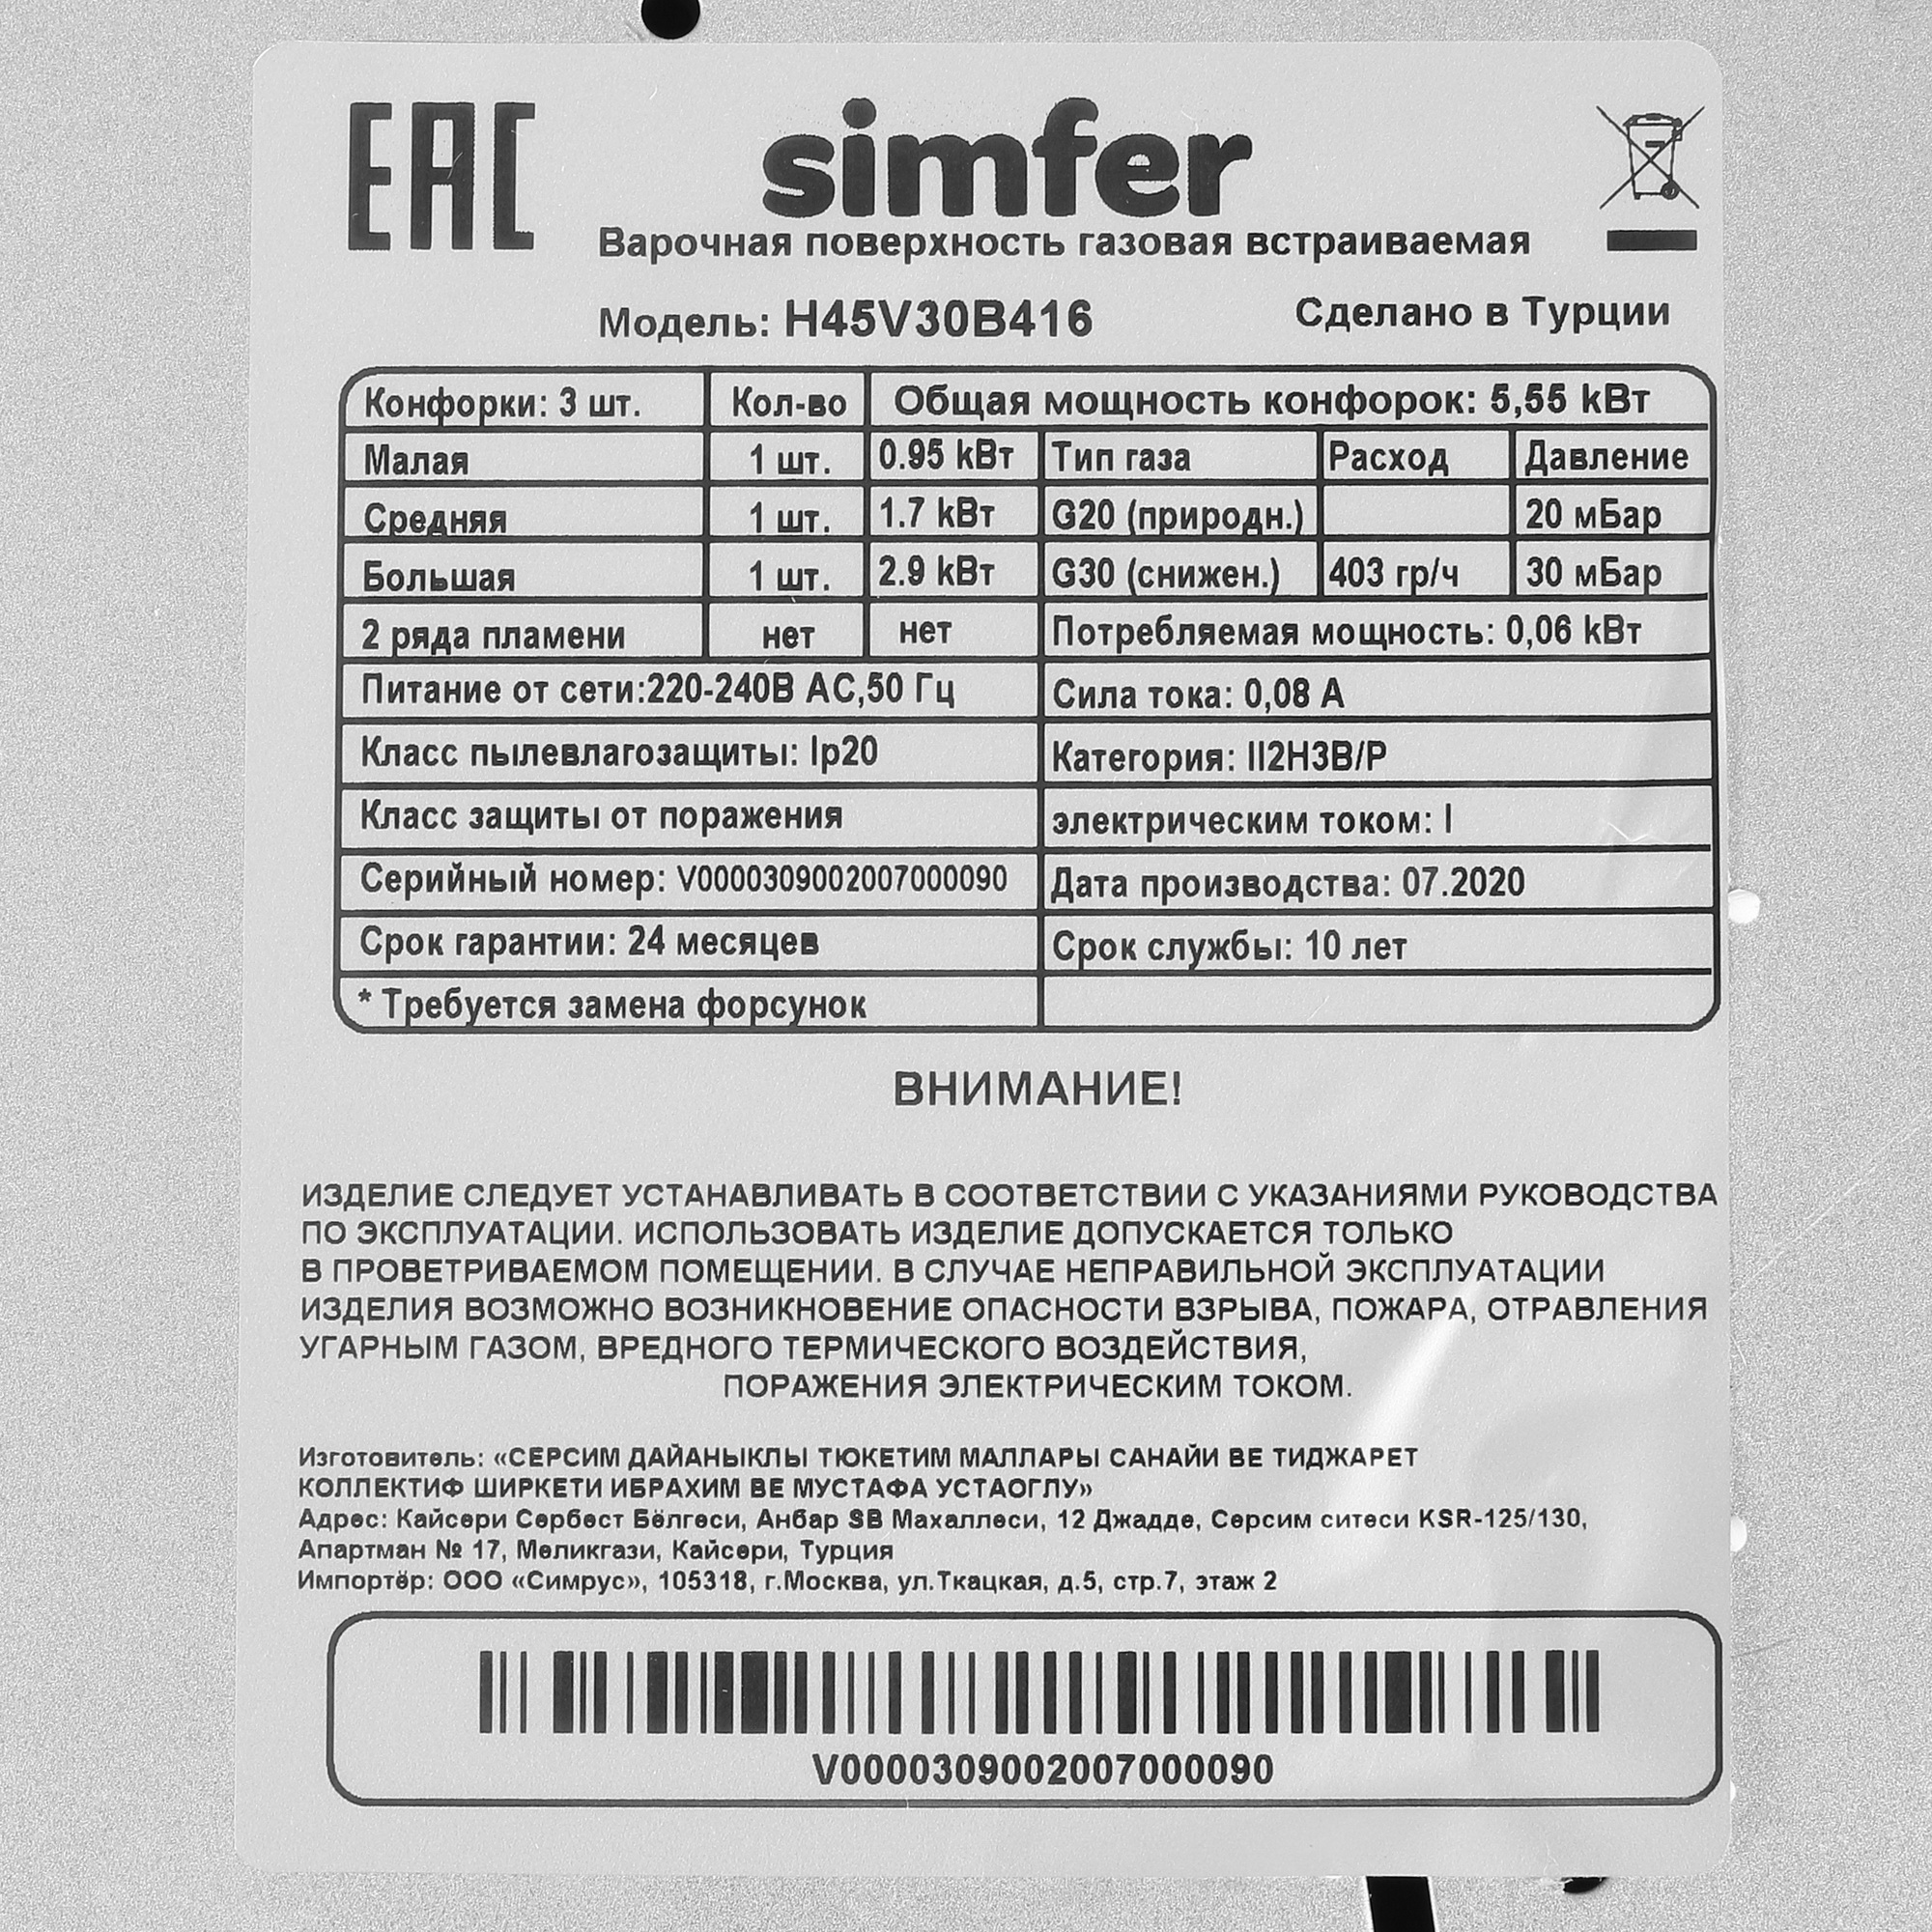 EAC
simfer
Варочная поверхность газовая встраиваемая
Модель: H45V30B416
Сделано в Турции
Конфорки: 3 шт. Кол-во Общая мощность конфорок: 5,55 kВт
Малая 1 шт. 0.95 kВт Тип газа Расход Давление
Средняя 1 шт. 1.7 kВт G20 (природн.) 20 мБар
Большая 1 шт. 2.9 kВт G30 (снижен.) 403 гр/ч 30 мБар
2 ряда пламени нет нет Потребляемая мощность: 0,06 kВт
Питание от сети:220-240В АС,50 Гц Сила тока: 0,08 А
Класс пылевлагозащиты: Ip20 Категория: II2H3B/P
Класс защиты от поражения электрическим током: I
Серийный номер: V0000309002007000090 Дата производства: 07.2020
Срок гарантии: 24 месяцев Срок службы: 10 лет
* Требуется замена форсунок
ВНИМАНИЕ!
ИЗДЕЛИЕ СЛЕДУЕТ УСТАНАВЛИВАТЬ В СООТВЕТСТВИИ С УКАЗАНИЯМИ РУКОВОДСТВА
ПО ЭКСПЛУАТАЦИИ. ИСПОЛЬЗОВАТЬ ИЗДЕЛИЕ ДОПУСКАЕТСЯ ТОЛЬКО
В ПРОВЕТРИВАЕМОМ ПОМЕЩЕНИИ. В СЛУЧАЕ НЕПРАВИЛЬНОЙ ЭКСПЛУАТАЦИИ
ИЗДЕЛИЯ ВОЗМОЖНО ВОЗНИКНОВЕНИЕ ОПАСНОСТИ ВЗРЫВА, ПОЖАРА, ОТРАВЛЕНИЯ
УГАРНЫМ ГАЗОМ, ВРЕДНОГО ТЕРМИЧЕСКОГО ВОЗДЕЙСТВИЯ,
ПОРАЖЕНИЯ ЭЛЕКТРИЧЕСКИМ ТОКОМ.
Изготовитель: «СЕРСИМ ДАЙАНЫКЛЫ ТЮКЕТИМ МАЛЛАРЫ САНАЙИ ВЕ ТИДЖАРЕТ
КОЛЛЕКТИФ ШИРКЕТИ ИБРАХИМ ВЕ МУСТАФА УСТАОГЛУ»
Адрес: Кайсери Сербест Бёлгеси, Анбар SB Махаллеси, 12 Джадде, Серсим ситеси KSR-125/130,
Апартман № 17, Меликгази, Кайсери, Турция
Импортёр: ООО «Симрус», 105318, г.Москва, ул.Ткацкая, д.5, стр.7, этаж 2
V0000309002007000090